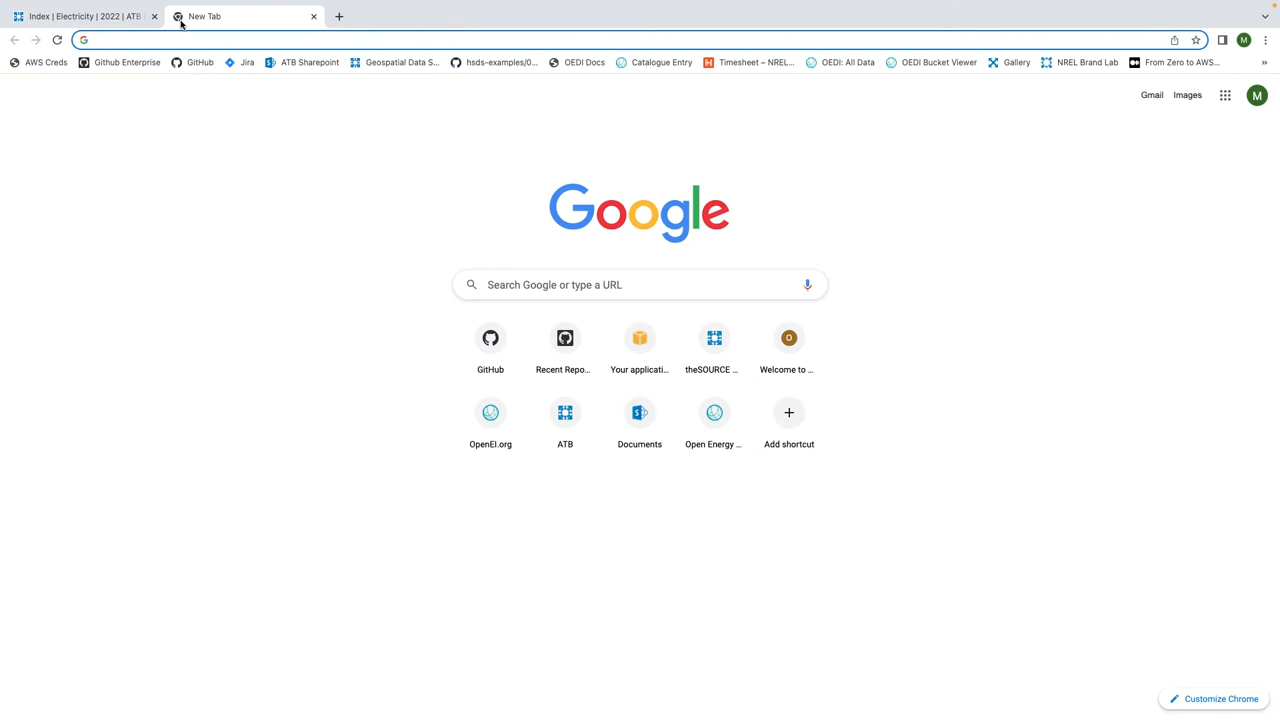 Index | Electricity | 2022 | ATB
New Tab
AWS Creds
Github Enterprise
GitHub
Jira
ATB Sharepoint
Geospatial Data S...
hsds-examples/0...
OEDI Docs
Catalogue Entry
Timesheet – NREL...
OEDI: All Data
OEDI Bucket Viewer
Gallery
NREL Brand Lab
From Zero to AWS...
»
M
Gmail
Images
M
Google
Search Google or type a URL
GitHub
Recent Repo...
Your applicati...
theSOURCE ...
O
Welcome to ...
OpenEI.org
ATB
Documents
Open Energy ...
Add shortcut
Customize Chrome